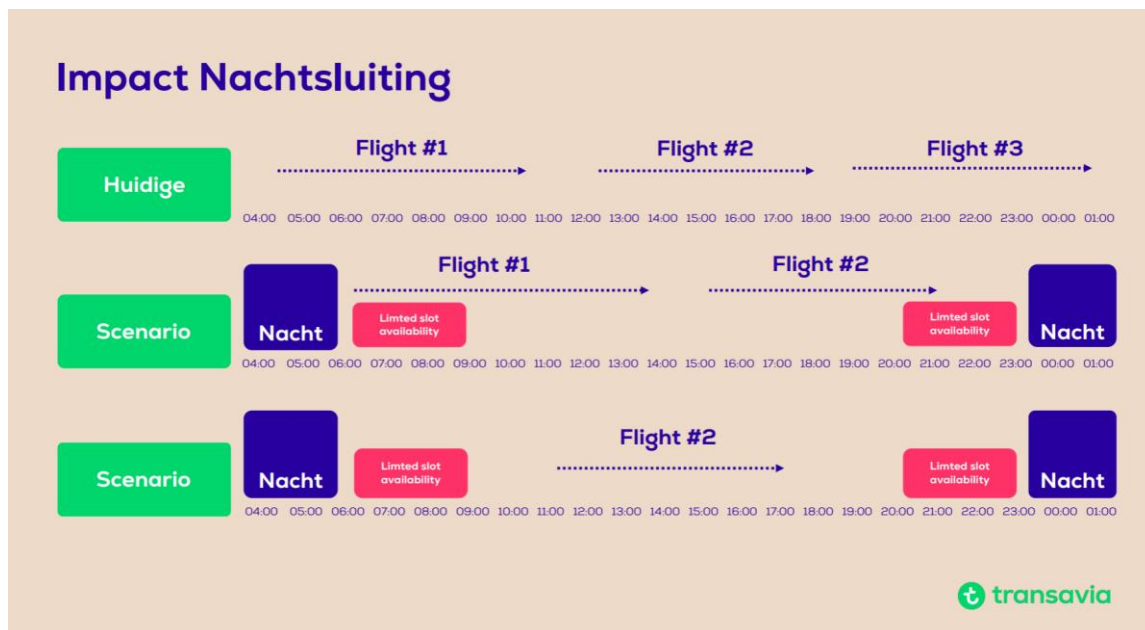 Impact Nachtsluiting
Flight #1 Flight #2 Flight #3
Huidige
04:00 05:00 06:00 07:00 08:00 09:00 10:00 11:00 12:00 13:00 14:00 15:00 16:00 17:00 18:00 19:00 20:00 21:00 22:00 23:00 00:00 01:00
Flight #1 Flight #2
Scenario
Nacht
Limted slot
availability
Limted slot
availability
Nacht
04:00 05:00 06:00 07:00 08:00 09:00 10:00 11:00 12:00 13:00 14:00 15:00 16:00 17:00 18:00 19:00 20:00 21:00 22:00 23:00 00:00 01:00
Flight #2
Scenario
Nacht
Limted slot
availability
Limted slot
availability
Nacht
04:00 05:00 06:00 07:00 08:00 09:00 10:00 11:00 12:00 13:00 14:00 15:00 16:00 17:00 18:00 19:00 20:00 21:00 22:00 23:00 00:00 01:00
transavia